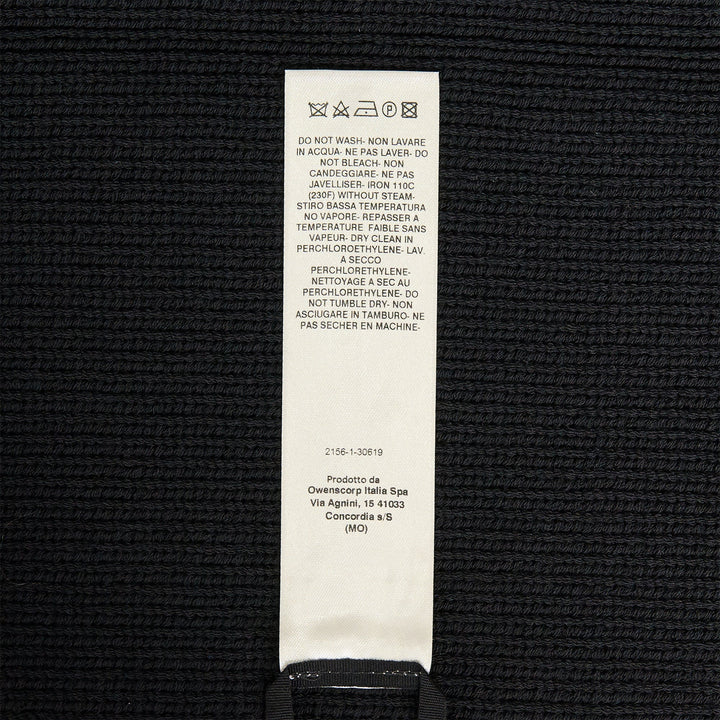 P
DO NOT WASH- NON LAVARE
IN ACQUA- NE PAS LAVER- DO
NOT BLEACH- NON
CANDEGGIARE- NE PAS
JAVELLISER- IRON 110C
(230F) WITHOUT STEAM-
STIRO BASSA TEMPERATURA
NO VAPORE- REPASSER A
TEMPERATURE FAIBLE SANS
VAPEUR- DRY CLEAN IN
PERCHLOROETHYLENE- LAV.
A SECCO
PERCHLORETHYLENE-
NETTOYAGE A SEC AU
PERCHLORETHYLENE- DO
NOT TUMBLE DRY- NON
ASCIUGARE IN TAMBURO- NE
PAS SECHER EN MACHINE-
2156-1-30619
Prodotto da
Owenscorp Italia Spa
Via Agnini, 15 41033
Concordia s/S
(MO)